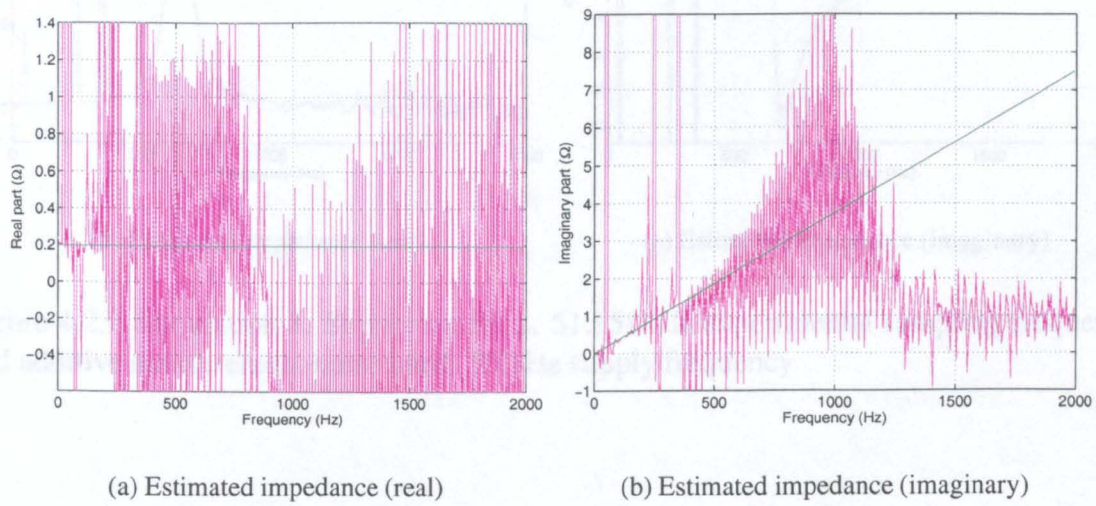 1.4
1.2
1
0.8
0.6
0.4
0.2
0
−0.2
−0.4
Real part (Ω)
0 500 1000 1500 2000
Frequency (Hz)
9
8
7
6
5
4
3
2
1
0
−1
Imaginary part (Ω)
0 500 1000 1500 2000
Frequency (Hz)
(a) Estimated impedance (real)
(b) Estimated impedance (imaginary)